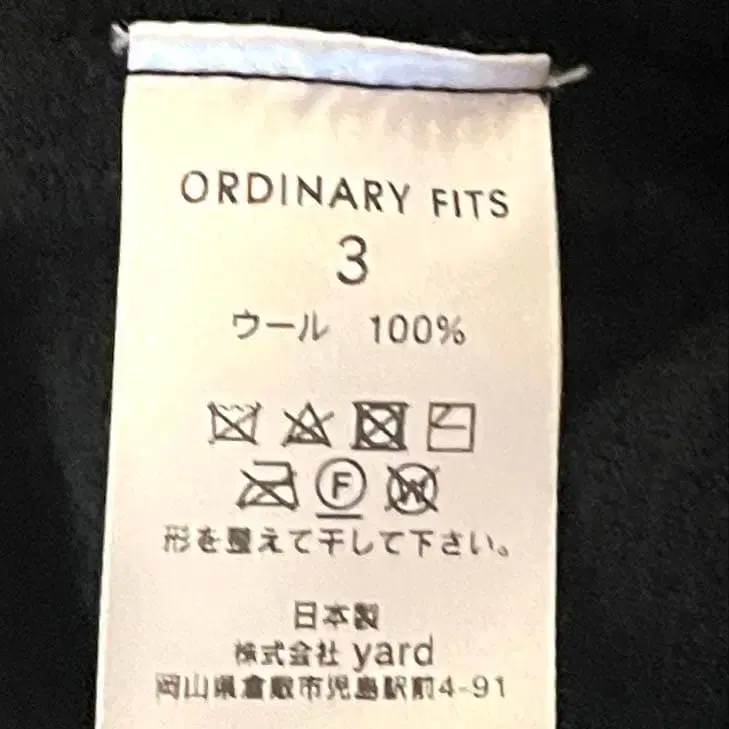 ORDINARY FITS
3
ウール 100%
F W
形を整えて干して下さい。
日本製
株式会社 yard
岡山県倉敷市児島駅前4-91